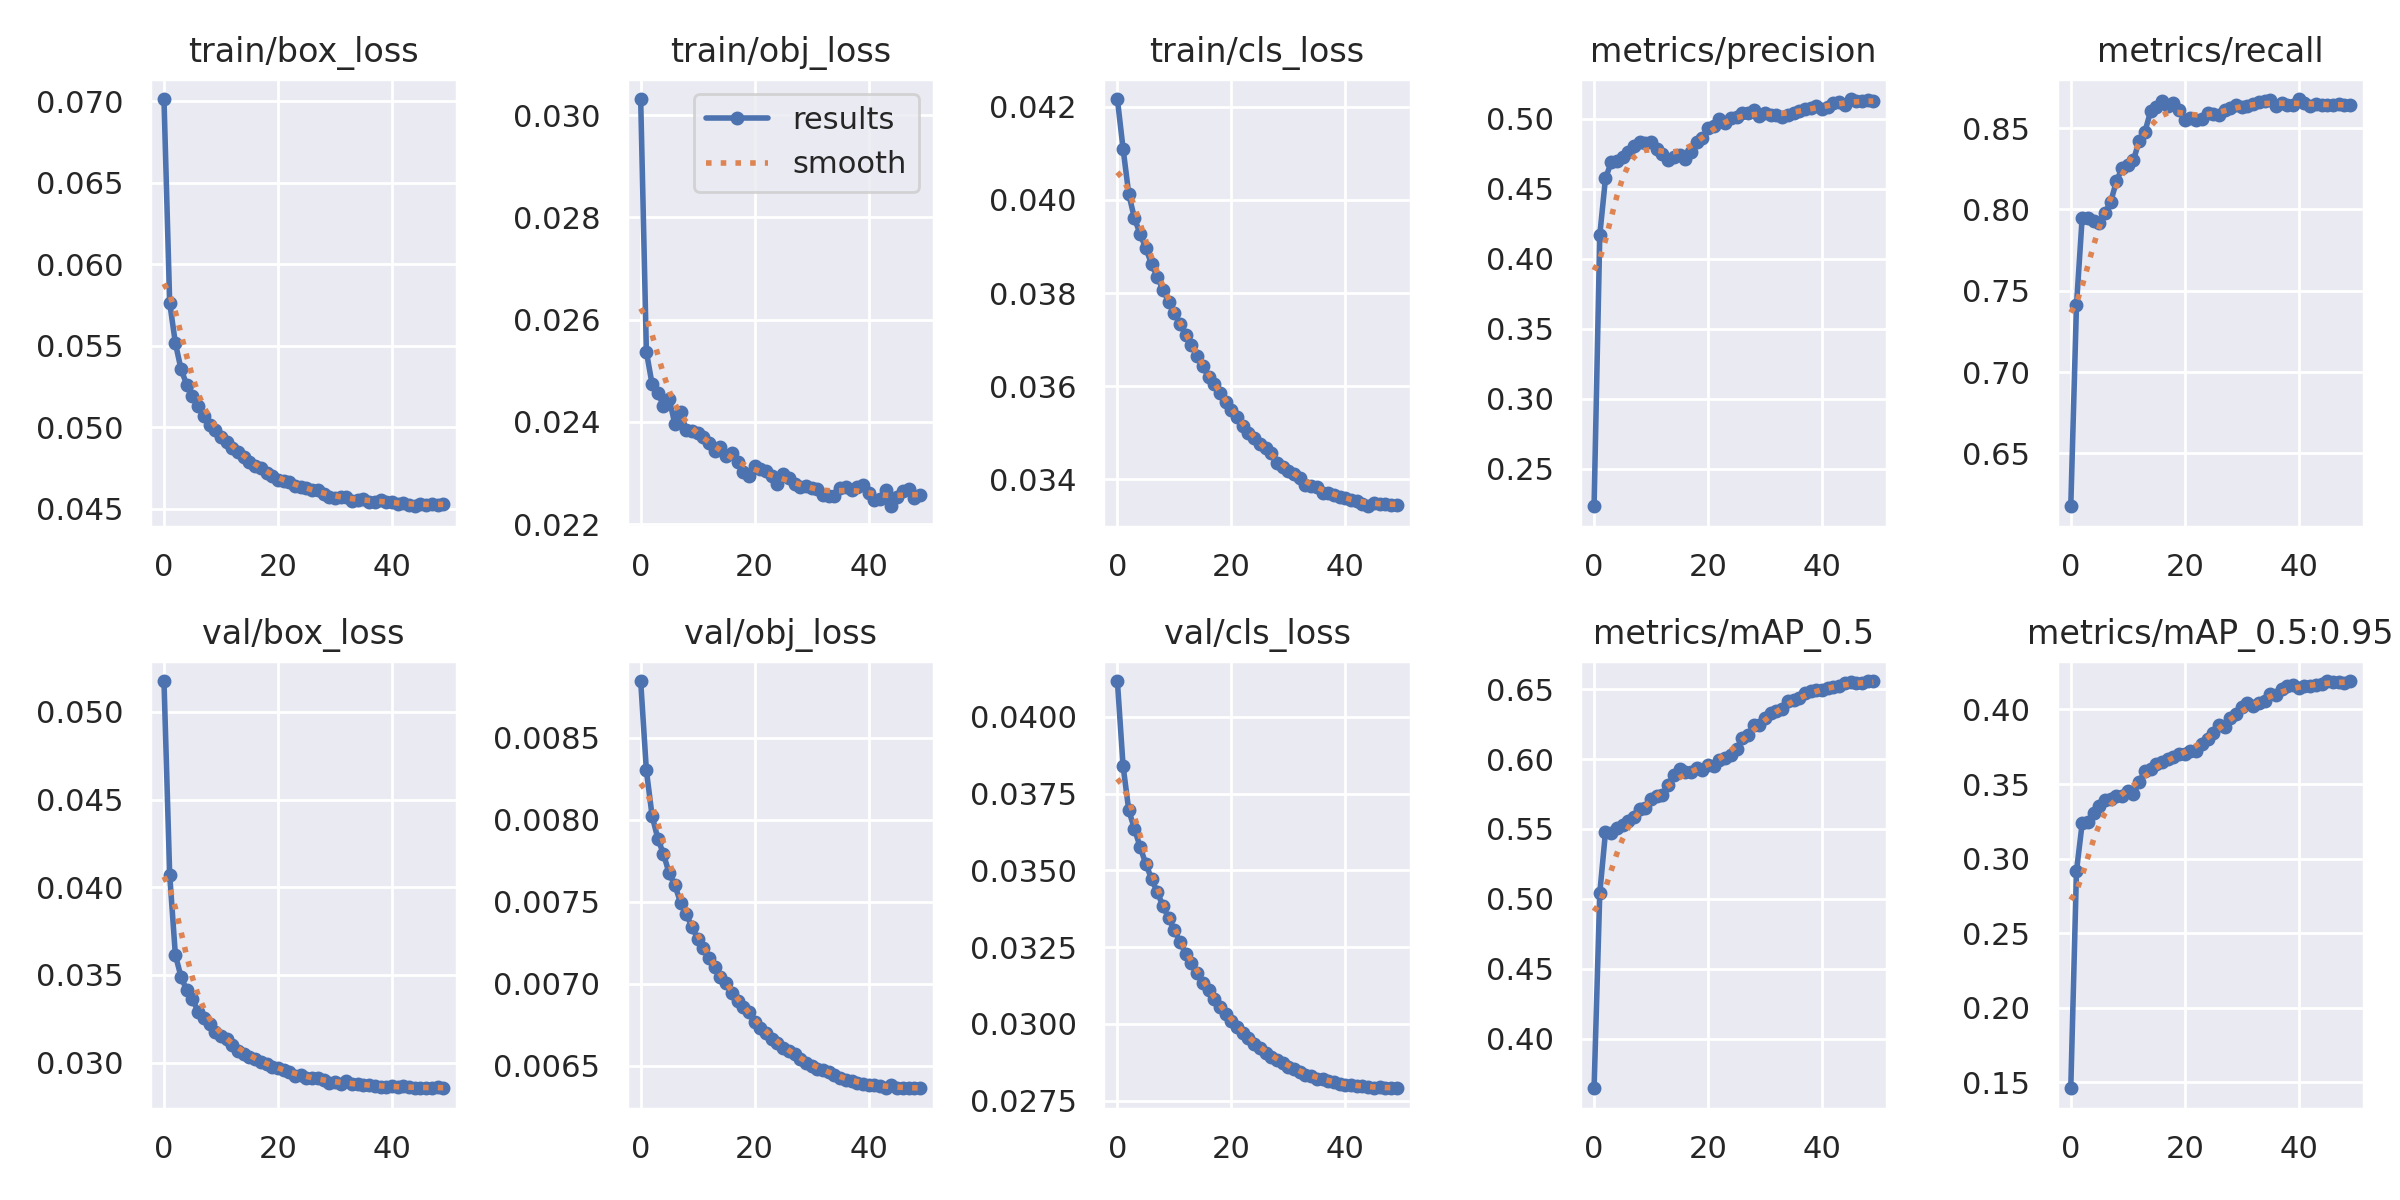 train/box_loss
0.070
0.065
0.060
0.055
0.050
0.045
0 20 40
train/obj_loss
results
smooth
0.030
0.028
0.026
0.024
0.022
0 20 40
train/cls_loss
0.042
0.040
0.038
0.036
0.034
0 20 40
metrics/precision
0.50
0.45
0.40
0.35
0.30
0.25
0 20 40
metrics/recall
0.85
0.80
0.75
0.70
0.65
0 20 40
val/box_loss
0.050
0.045
0.040
0.035
0.030
0 20 40
val/obj_loss
0.0085
0.0080
0.0075
0.0070
0.0065
0 20 40
val/cls_loss
0.0400
0.0375
0.0350
0.0325
0.0300
0.0275
0 20 40
metrics/mAP_0.5
0.65
0.60
0.55
0.50
0.45
0.40
0 20 40
metrics/mAP_0.5:0.95
0.40
0.35
0.30
0.25
0.20
0.15
0 20 40